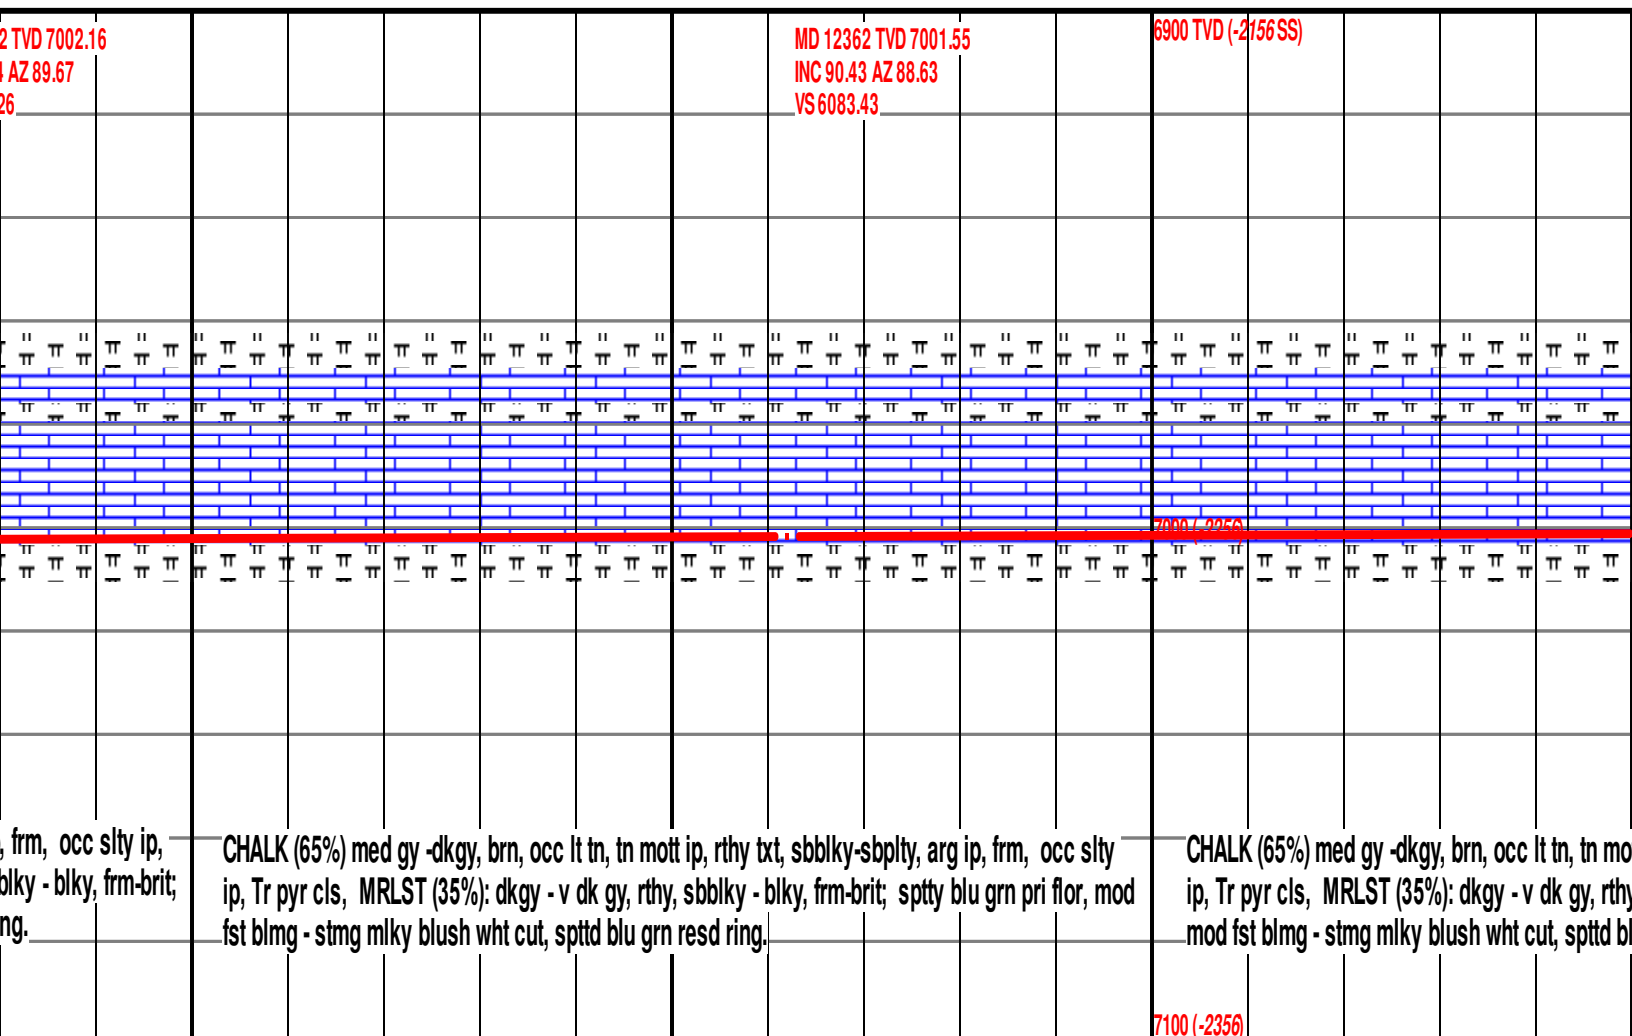 2 TVD 7002.16
AZ 89.67
26
MD 12362 TVD 7001.55
INC 90.43 AZ 88.63
VS 6083.43
6900 TVD (-2156 SS)
7000 (-2256)
, frm, occ slty ip,
blky - blky, frm-brit;
ng.
CHALK (65%) med gy -dkgy, brn, occ lt tn, tn mott ip, rthy txt, sbblky-sbplty, arg ip, frm, occ slty
ip, Tr pyr cls, MRLST (35%): dkgy - v dk gy, rthy, sbblky - blky, frm-brit; sptty blu grn pri flor, mod
fst blmg - stmg mlky blush wht cut, spttd blu grn resd ring.
CHALK (65%) med gy -dkgy, brn, occ lt tn, tn mo
ip, Tr pyr cls, MRLST (35%): dkgy - v dk gy, rthy
mod fst blmg - stmg mlky blush wht cut, spttd bl
7100 (-2356)